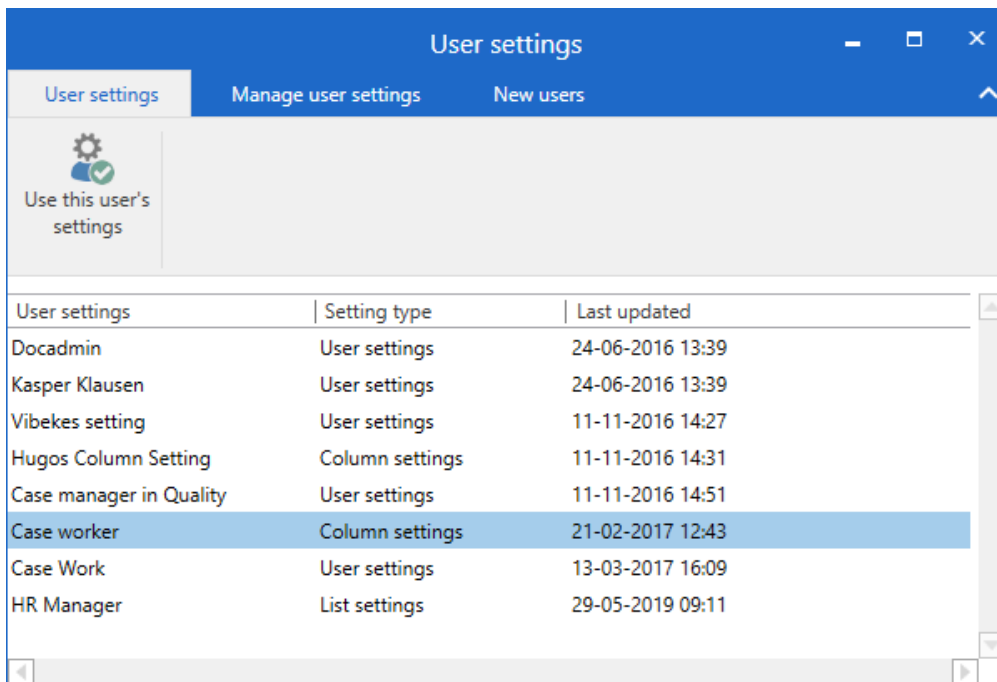 User settings
User settings Manage user settings New users
Use this user's
settings
User settings Setting type Last updated
Docadmin User settings 24-06-2016 13:39
Kasper Klausen User settings 24-06-2016 13:39
Vibekes setting User settings 11-11-2016 14:27
Hugos Column Setting Column settings 11-11-2016 14:31
Case manager in Quality User settings 11-11-2016 14:51
Case worker Column settings 21-02-2017 12:43
Case Work User settings 13-03-2017 16:09
HR Manager List settings 29-05-2019 09:11